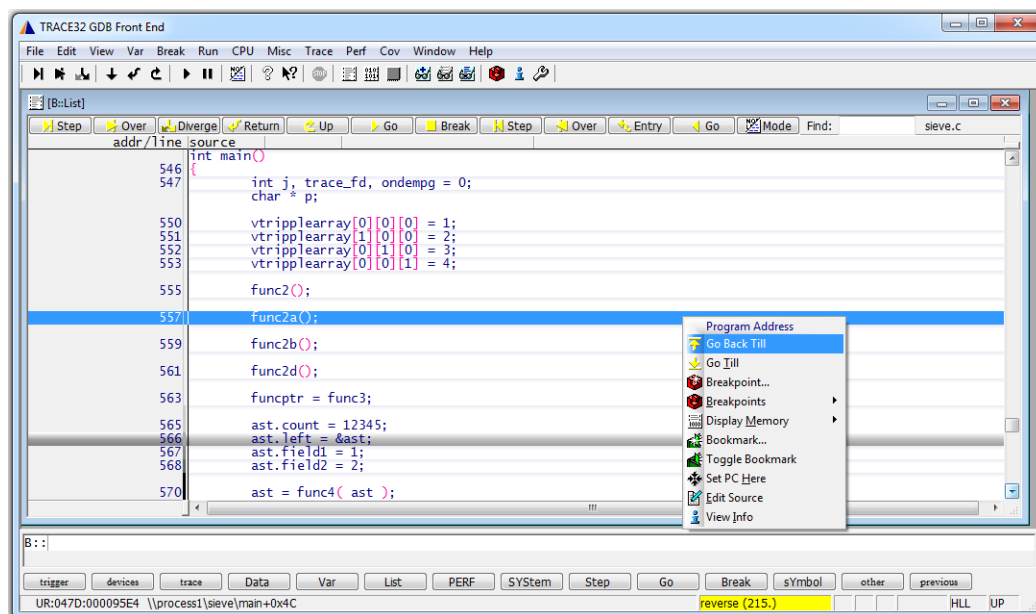 TRACE32 GDB Front End
File Edit View Var Break Run CPU Misc Trace Perf Cov Window Help
[B::List]
Step Over Diverge Return Up Go Break Step Over Entry Go Mode Find: sieve.c
addr/line source
int main()
546 {
547 int j, trace_fd, ondempg = 0;
char * p;
550 vtripplearray[0][0][0] = 1;
551 vtripplearray[1][0][0] = 2;
552 vtripplearray[0][1][0] = 3;
553 vtripplearray[0][0][1] = 4;
555 func2();
557 func2a();
559 func2b();
561 func2d();
563 funcptr = func3;
565 ast.count = 12345;
566 ast.left = &ast;
567 ast.field1 = 1;
568 ast.field2 = 2;
570 ast = func4( ast );
Program Address
Go Back Till
Go Till
Breakpoint...
Breakpoints
Display Memory
Bookmark...
Toggle Bookmark
Set PC Here
Edit Source
View Info
B::
trigger devices trace Data Var List PERF SYStem Step Go Break sYmbol other previous
UR:047D:000095E4 \\process1\sieve\main+0x4C reverse (215.) HLL UP